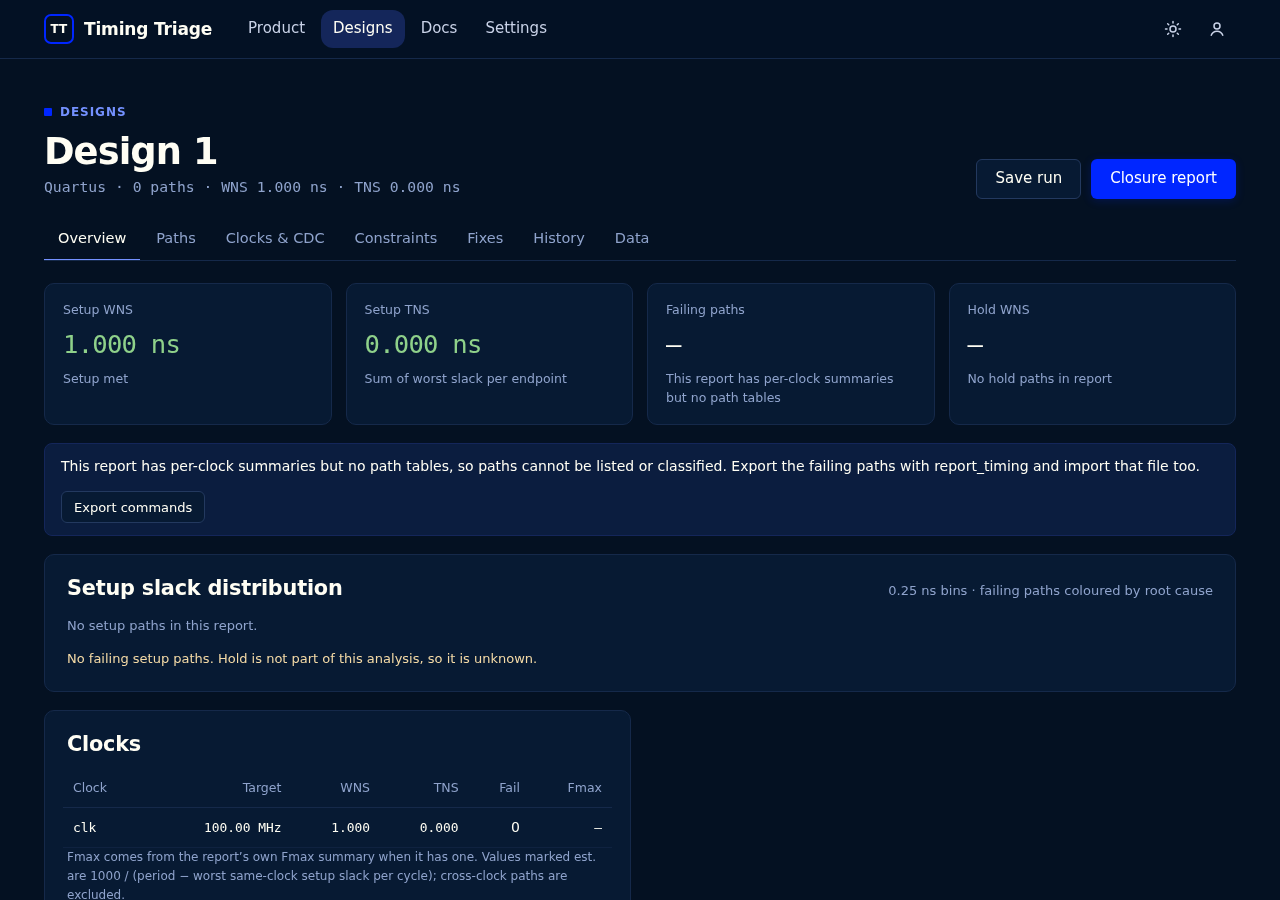 TT Timing Triage Product Designs Docs Settings
DESIGNS
Design 1
Quartus · 0 paths · WNS 1.000 ns · TNS 0.000 ns
Save run Closure report
Overview Paths Clocks & CDC Constraints Fixes History Data
Setup WNS
1.000 ns
Setup met
Setup TNS
0.000 ns
Sum of worst slack per endpoint
Failing paths
—
This report has per-clock summaries
but no path tables
Hold WNS
—
No hold paths in report
This report has per-clock summaries but no path tables, so paths cannot be listed or classified. Export the failing paths with report_timing and import that file too.
Export commands
Setup slack distribution
0.25 ns bins · failing paths coloured by root cause
No setup paths in this report.
No failing setup paths. Hold is not part of this analysis, so it is unknown.
Clocks
Clock Target WNS TNS Fail Fmax
clk 100.00 MHz 1.000 0.000 0 —
Fmax comes from the report’s own Fmax summary when it has one. Values marked est.
are 1000 / (period − worst same-clock setup slack per cycle); cross-clock paths are
excluded.